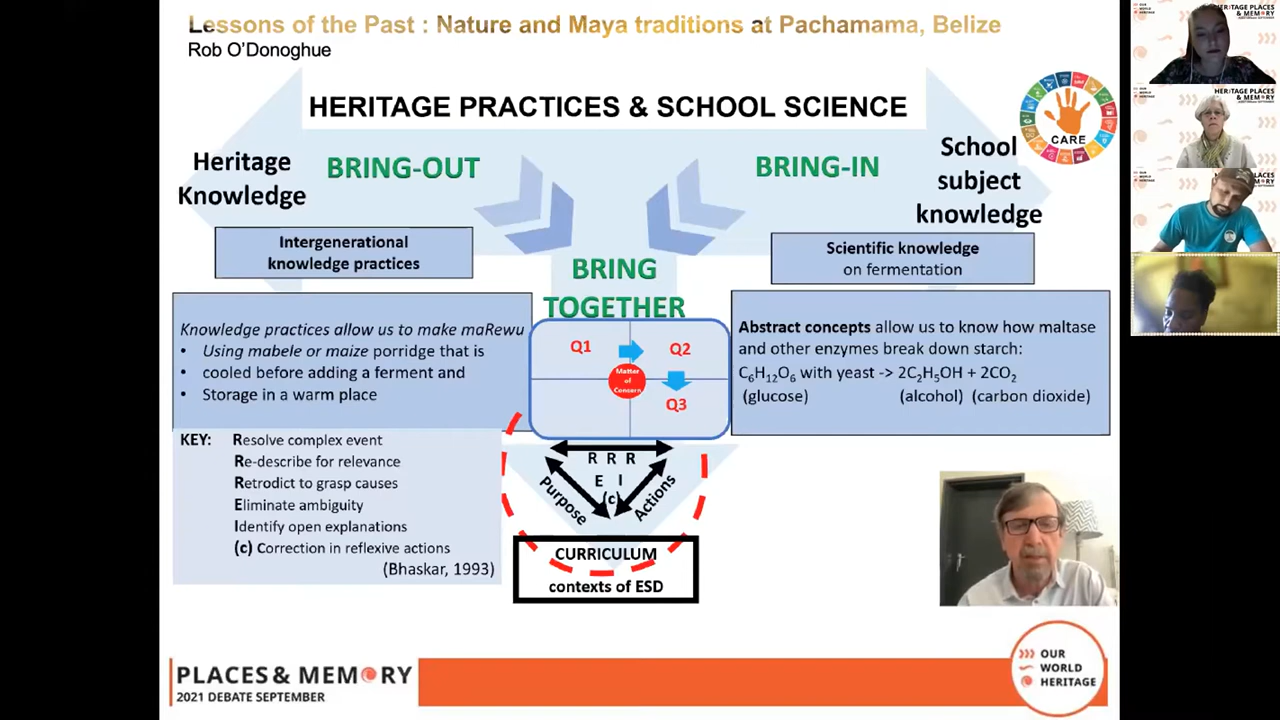 Lessons of the Past : Nature and Maya traditions at Pachamama, Belize
Rob O'Donoghue
HERITAGE PRACTICES & SCHOOL SCIENCE
CARE
Heritage
Knowledge
BRING-OUT
BRING-IN
School
subject
knowledge
Intergenerational
knowledge practices
Scientific knowledge
on fermentation
BRING
TOGETHER
Knowledge practices allow us to make maRewu
• Using mabele or maize porridge that is
• cooled before adding a ferment and
• Storage in a warm place
Q1
Q2
Matter
of
Concern
Q3
Abstract concepts allow us to know how maltase
and other enzymes break down starch:
C₆H₁₂O₆ with yeast -> 2C₂H₅OH + 2CO₂
(glucose) (alcohol) (carbon dioxide)
KEY: Resolve complex event
Re-describe for relevance
Retrodict to grasp causes
Eliminate ambiguity
Identify open explanations
(c) Correction in reflexive actions
(Bhaskar, 1993)
R R R
E I
(c)
Purpose
Actions
CURRICULUM
contexts of ESD
PLACES & MEMORY
2021 DEBATE SEPTEMBER
OUR
WORLD
HERITAGE
HERITAGE PLACES
& MEMORY